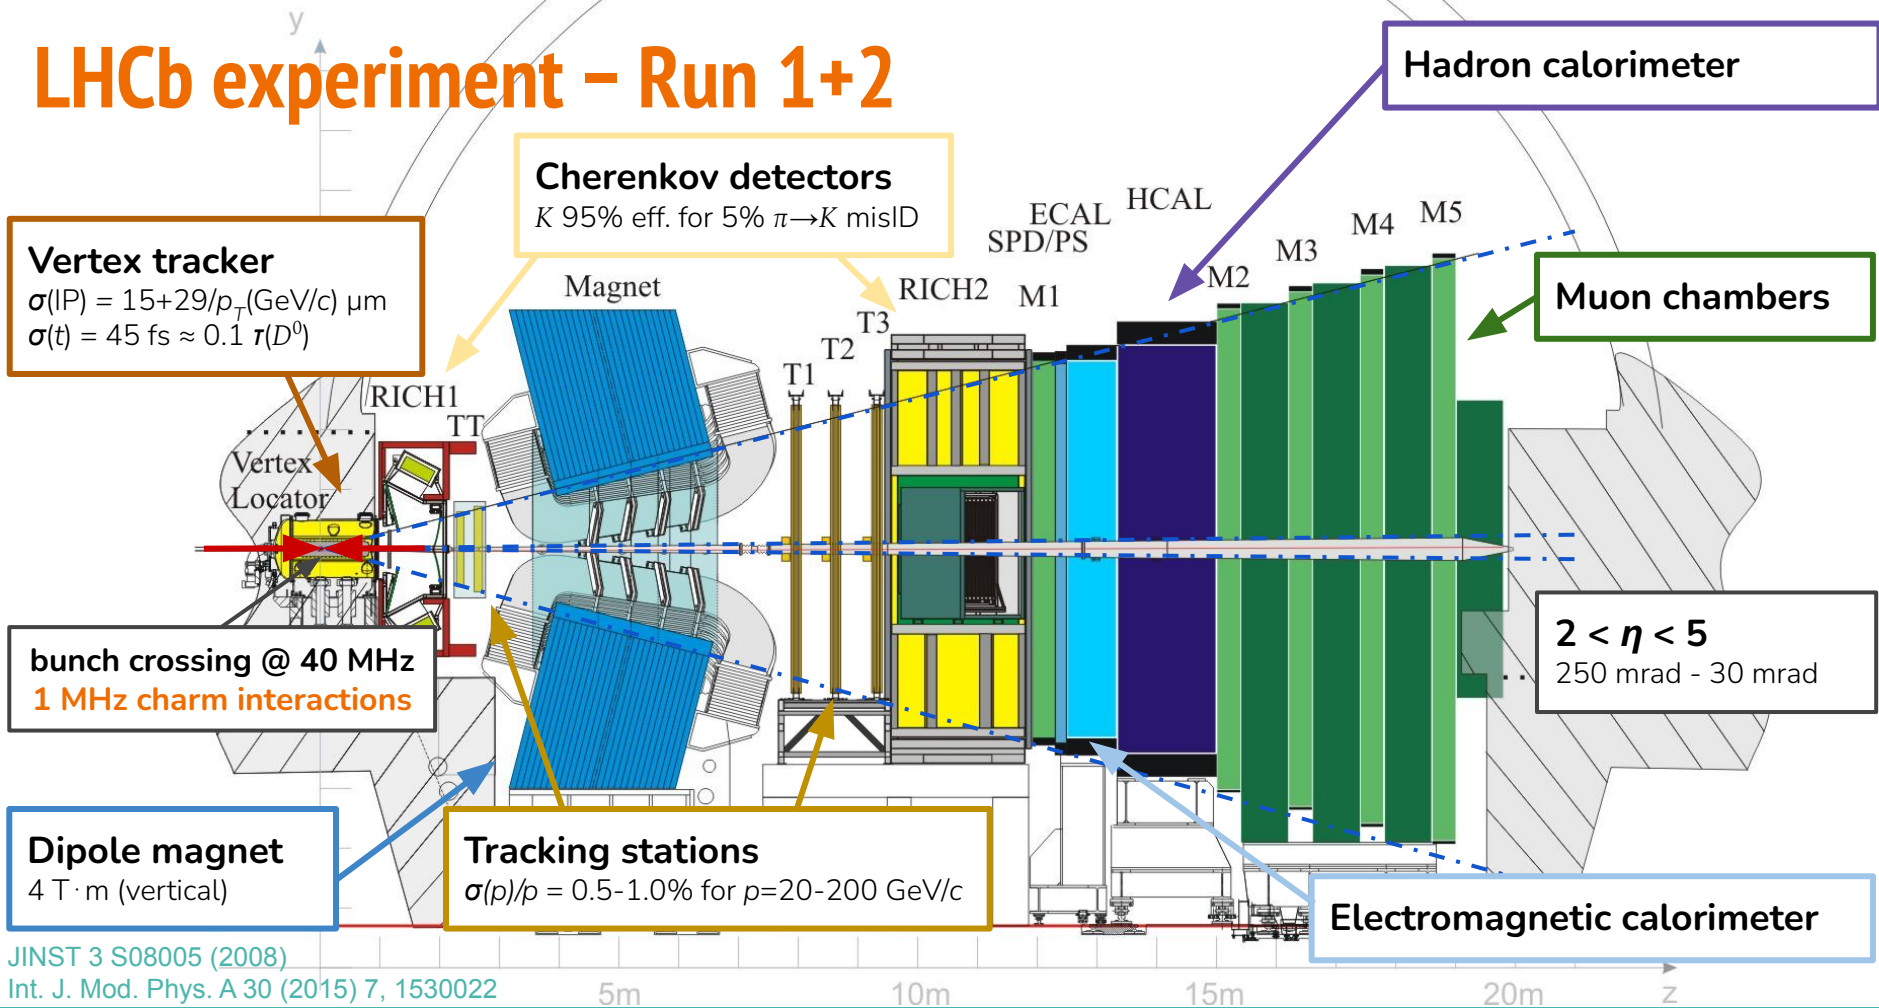 y
LHCb experiment – Run 1+2
Hadron calorimeter
Cherenkov detectors
K 95% eff. for 5% π→K misID
Vertex tracker
σ(IP) = 15+29/p_T(GeV/c) µm
σ(t) = 45 fs ≈ 0.1 τ(D⁰)
Muon chambers
HCAL
ECAL
SPD/PS
M1
M2
M3
M4
M5
Magnet
RICH2
T3
T2
T1
RICH1
TT
Vertex
Locator
bunch crossing @ 40 MHz
1 MHz charm interactions
2 < η < 5
250 mrad - 30 mrad
Dipole magnet
4 T·m (vertical)
Tracking stations
σ(p)/p = 0.5-1.0% for p=20-200 GeV/c
Electromagnetic calorimeter
JINST 3 S08005 (2008)
Int. J. Mod. Phys. A 30 (2015) 7, 1530022
5m
10m
15m
20m
z